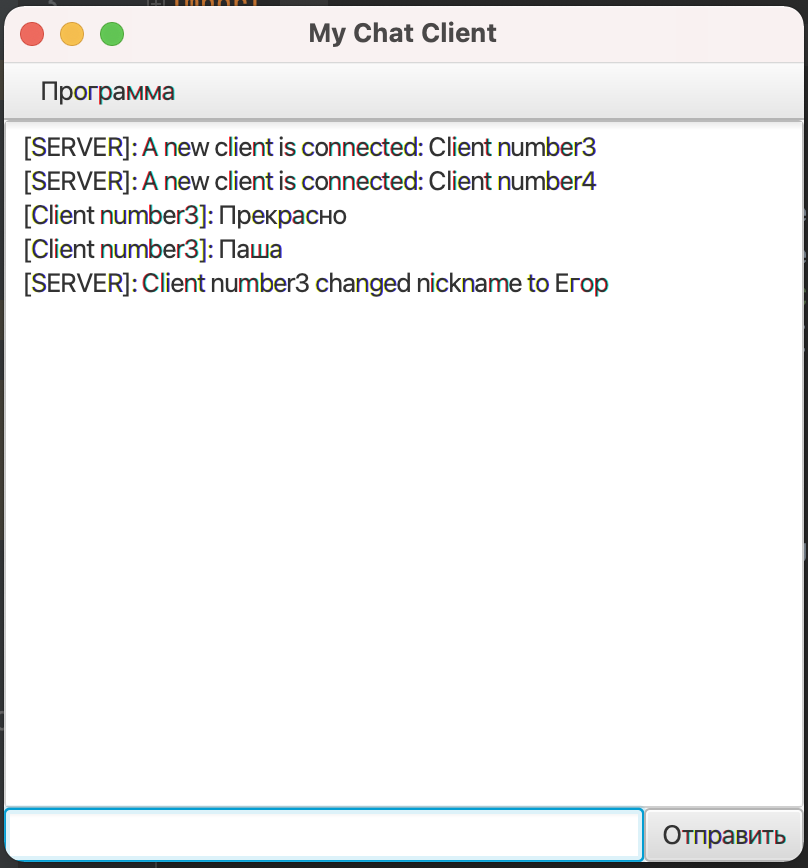 My Chat Client
Программа
[SERVER]: A new client is connected: Client number3
[SERVER]: A new client is connected: Client number4
[Client number3]: Прекрасно
[Client number3]: Паша
[SERVER]: Client number3 changed nickname to Егор
Отправить